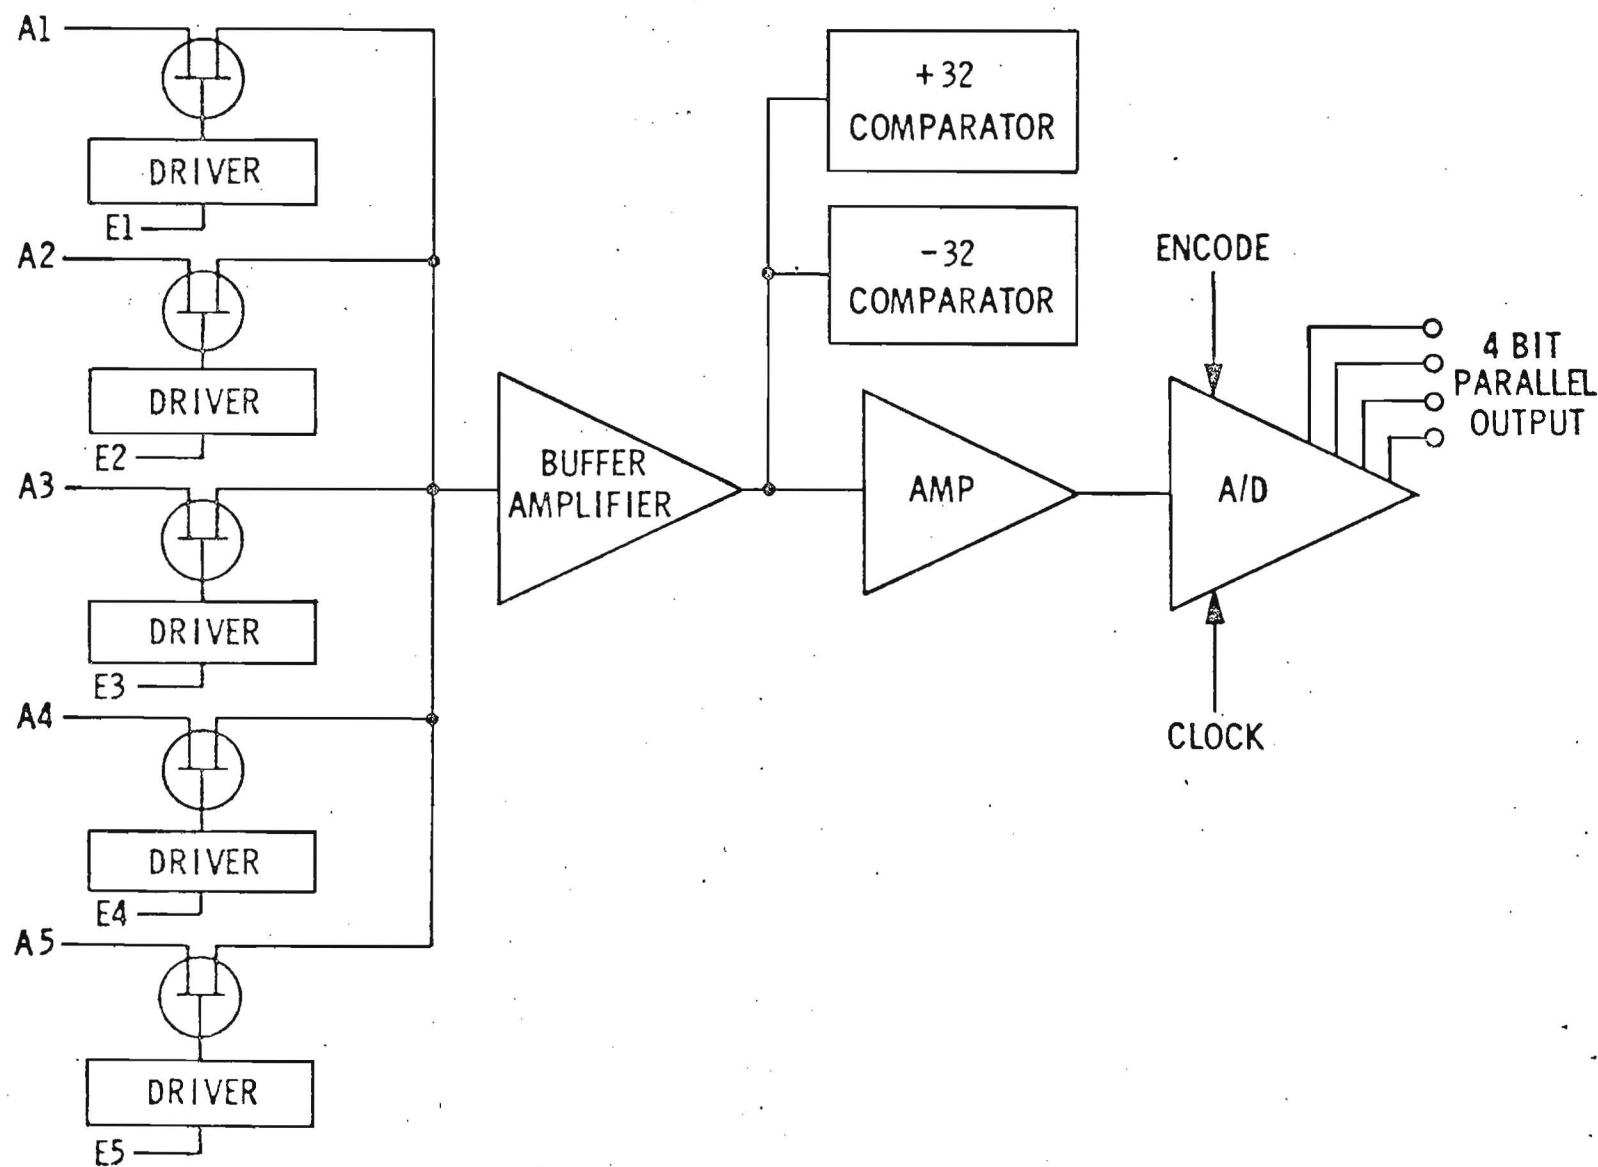 A1
DRIVER
E1
A2
DRIVER
E2
A3
DRIVER
E3
A4
DRIVER
E4
A5
DRIVER
E5
BUFFER
AMPLIFIER
+32
COMPARATOR
-32
COMPARATOR
AMP
ENCODE
A/D
CLOCK
4 BIT
PARALLEL
OUTPUT